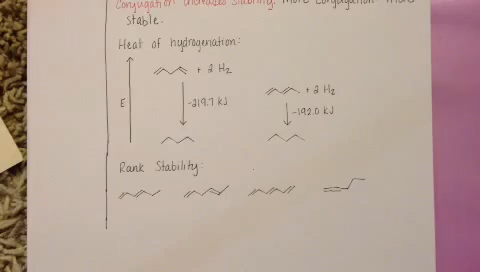 Conjugation increases stability. More conjugation = more
stable.
Heat of hydrogenation:
+ 2 H₂
+ 2 H₂
E
-219.7 kJ
-192.0 kJ
Rank Stability: